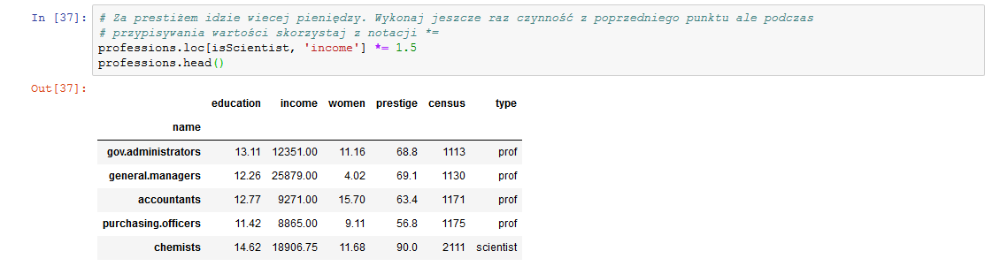 In [37]: # Za prestiżem idzie wiecej pieniędzy. Wykonaj jeszcze raz czynność z poprzedniego punktu ale podczas
# przypisywania wartości skorzystaj z notacji *=
professions.loc[isScientist, 'income'] *= 1.5
professions.head()
Out[37]:
education income women prestige census type
name
gov.administrators 13.11 12351.00 11.16 68.8 1113 prof
general.managers 12.26 25879.00 4.02 69.1 1130 prof
accountants 12.77 9271.00 15.70 63.4 1171 prof
purchasing.officers 11.42 8865.00 9.11 56.8 1175 prof
chemists 14.62 18906.75 11.68 90.0 2111 scientist